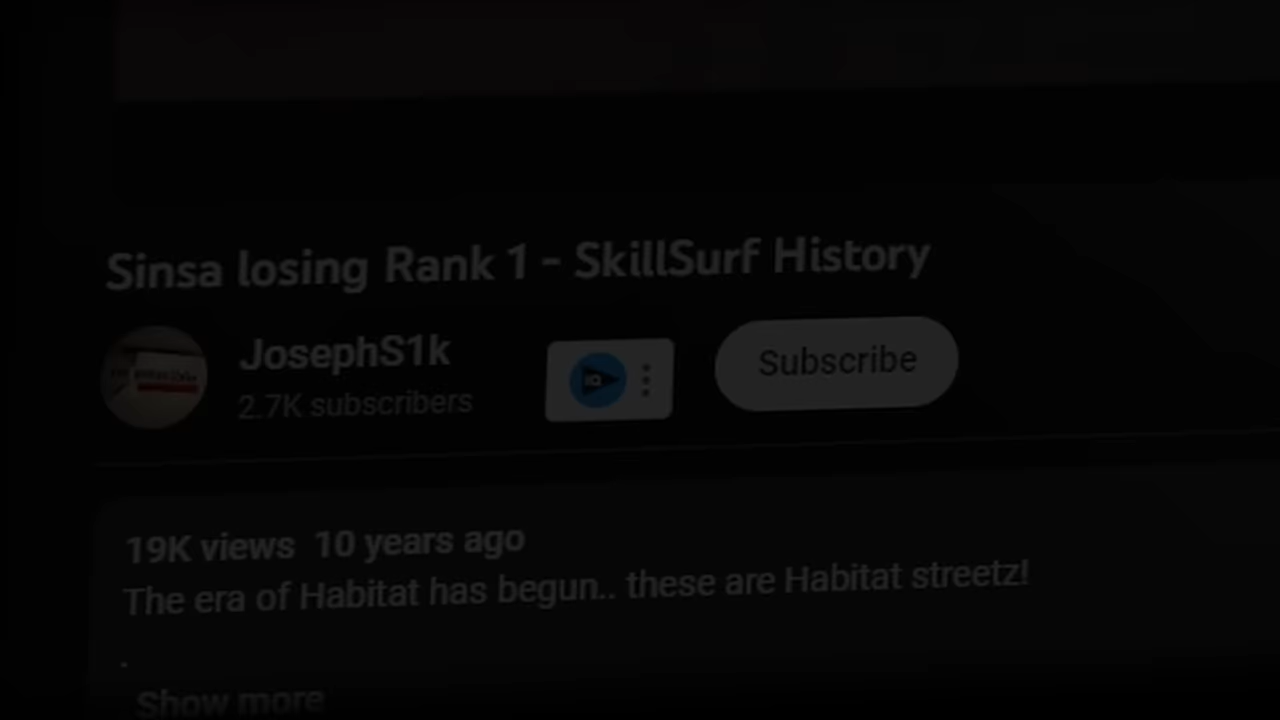 Sinsa losing Rank 1 - SkillSurf History
JosephS1k
2.7K subscribers
iQ
Subscribe
19K views 10 years ago
The era of Habitat has begun.. these are Habitat streetz!
.
Show more